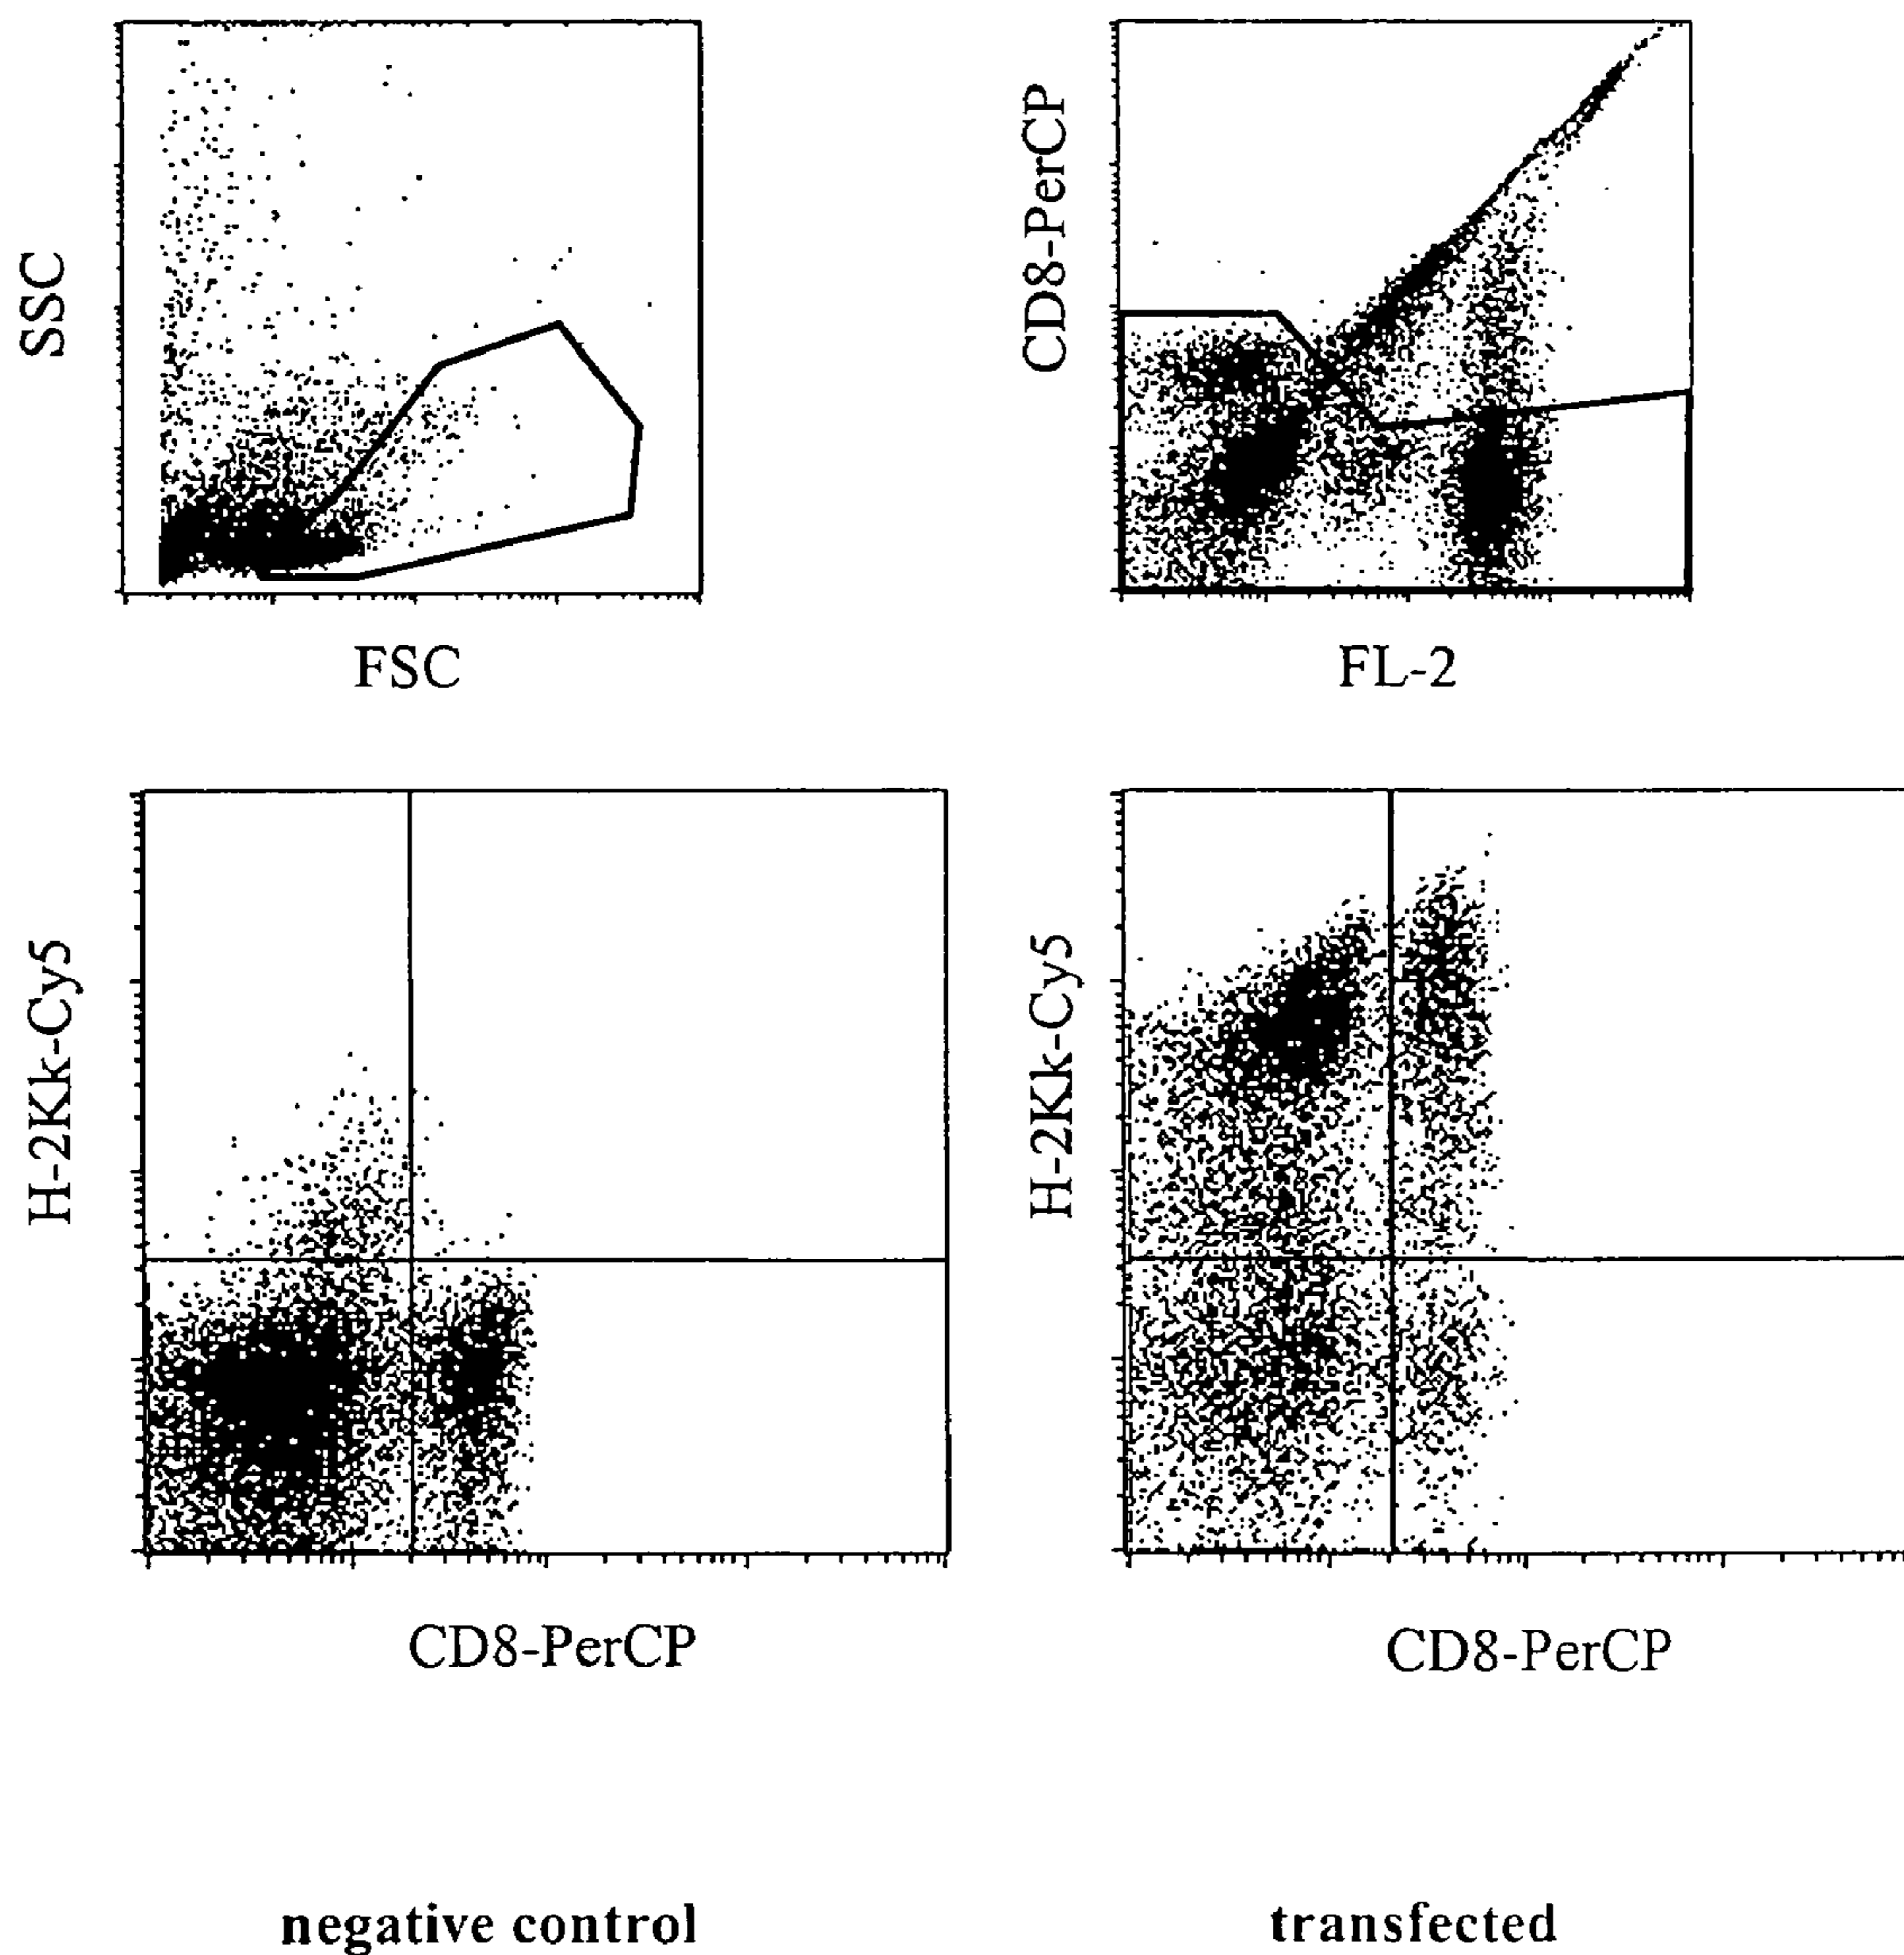 SSC
FSC
CD8-PerCP
FL-2
H-2Kk-Cy5
CD8-PerCP
H-2Kk-Cy5
CD8-PerCP
negative control
transfected